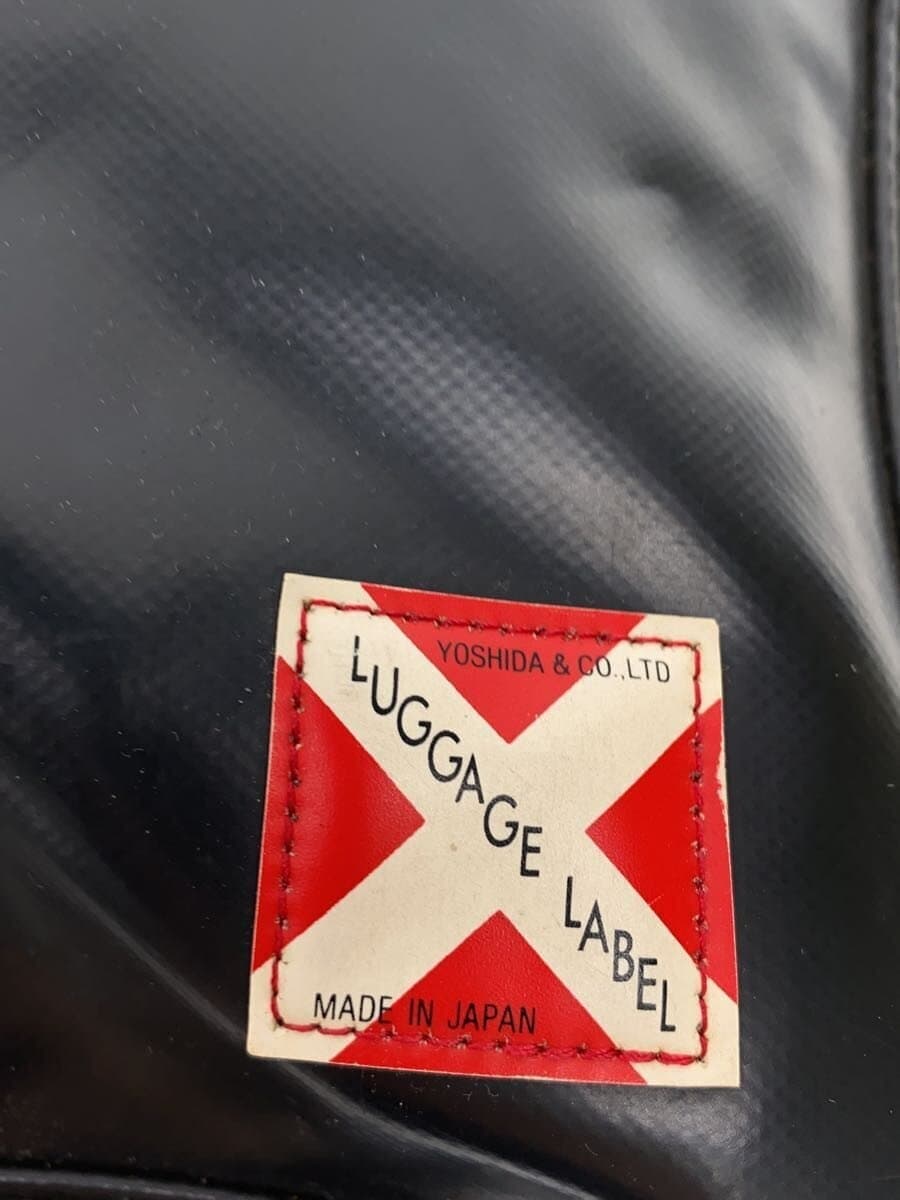 YOSHIDA & CO.,LTD
LUGGAGE LABEL
MADE IN JAPAN